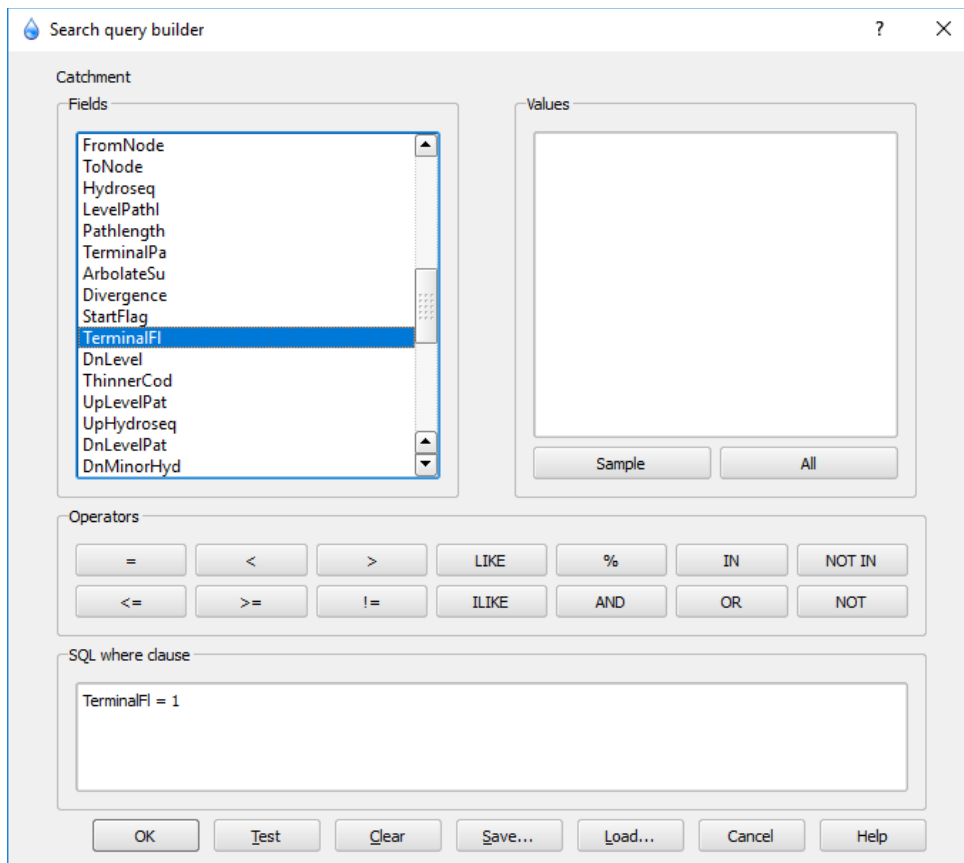 Search query builder ? ×
Catchment
Fields
FromNode
ToNode
Hydroseq
LevelPathI
Pathlength
TerminalPa
ArbolateSu
Divergence
StartFlag
TerminalFl
DnLevel
ThinnerCod
UpLevelPat
UpHydroseq
DnLevelPat
DnMinorHyd
Values
Sample All
Operators
= < > LIKE % IN NOT IN
<= >= != ILIKE AND OR NOT
SQL where clause
TerminalFl = 1
OK Test Clear Save... Load... Cancel Help